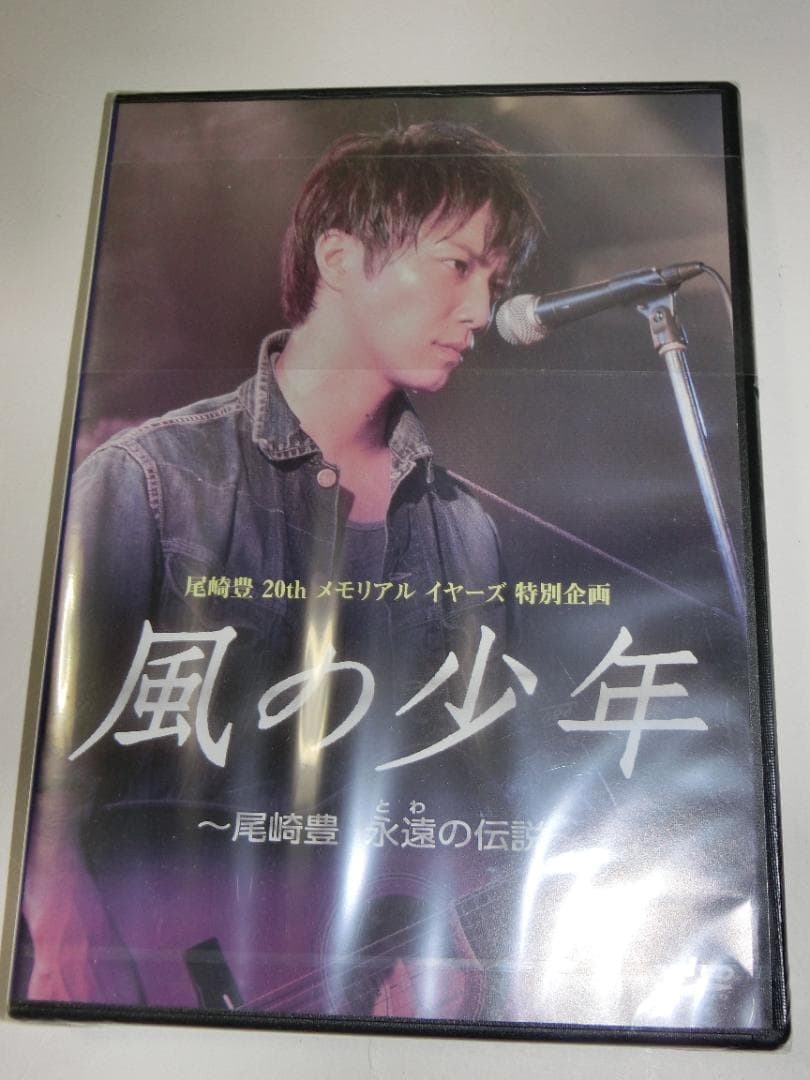 尾崎豊 20th メモリアル イヤーズ 特別企画
風の少年
とわ
～尾崎豊 永遠の伝説